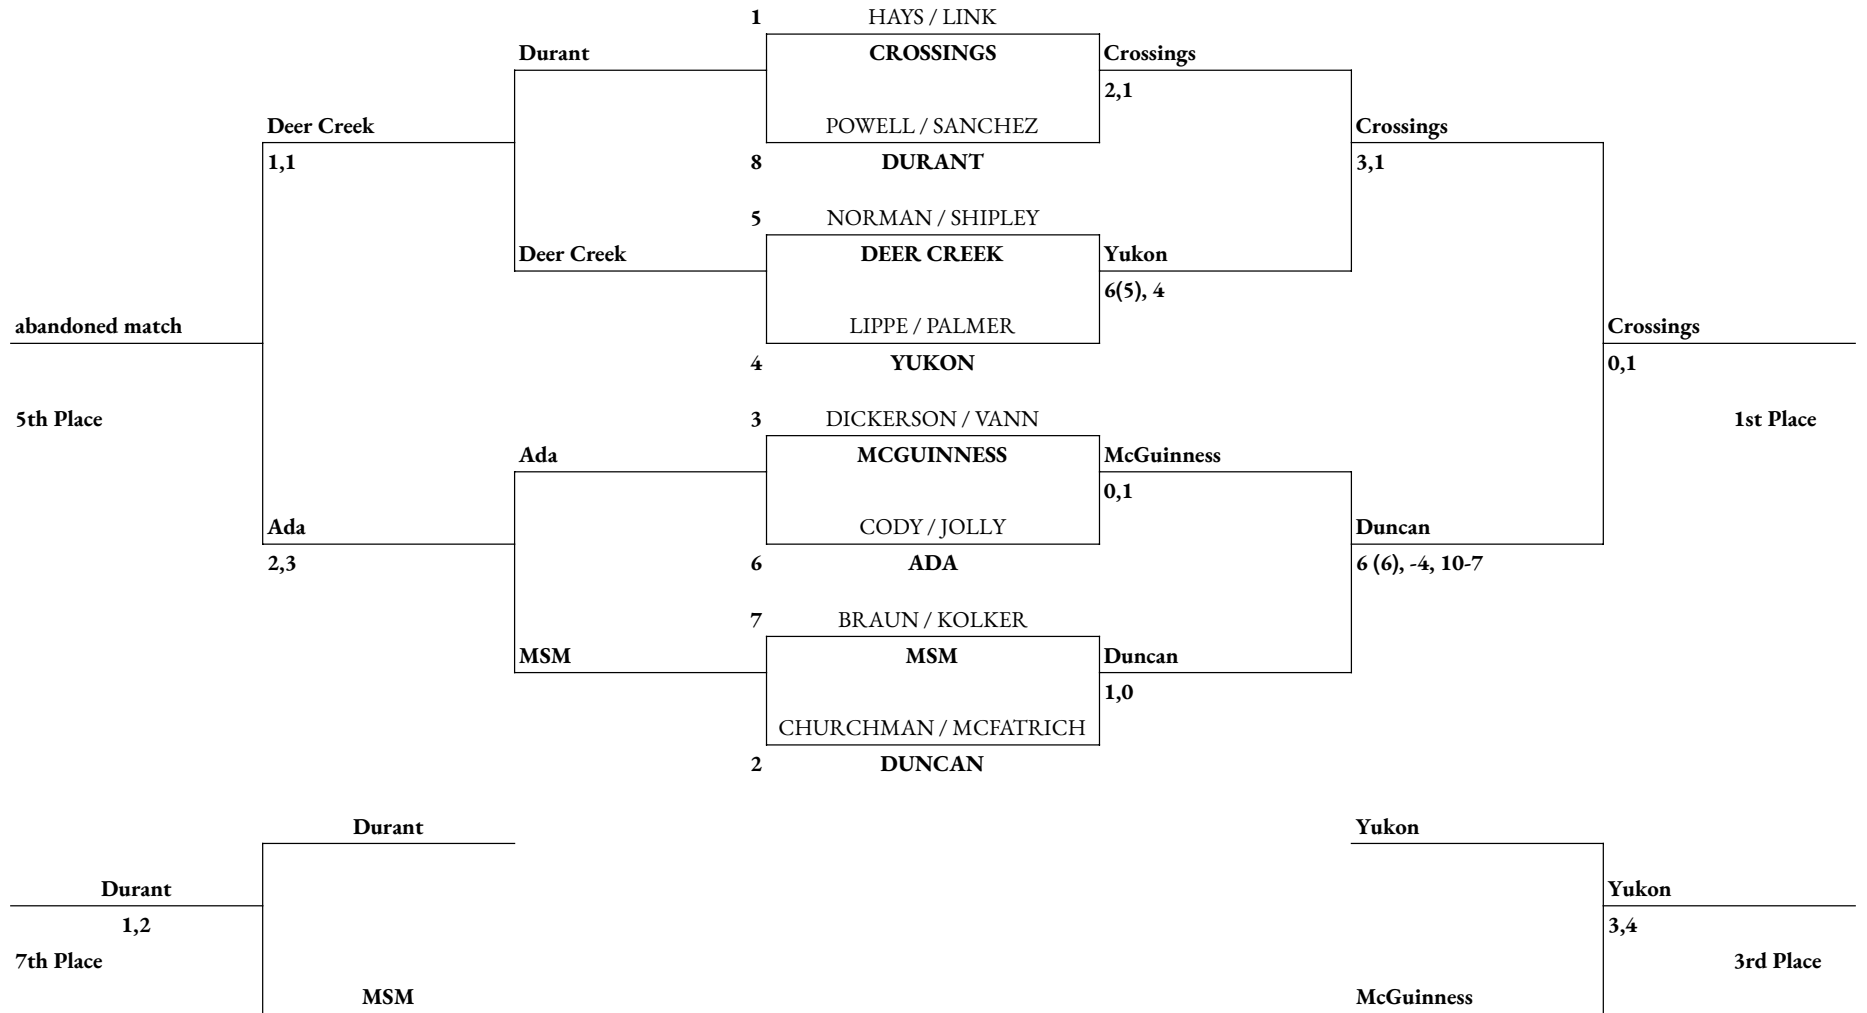 1 HAYS / LINK
Durant CROSSINGS Crossings
2,1
Deer Creek POWELL / SANCHEZ Crossings
1,1 8 DURANT 3,1
5 NORMAN / SHIPLEY
Deer Creek DEER CREEK Yukon
6(5), 4
abandoned match LIPPE / PALMER Crossings
4 YUKON 0,1
5th Place 3 DICKERSON / VANN 1st Place
Ada MCGUINNESS McGuinness
0,1
Ada CODY / JOLLY Duncan
2,3 6 ADA 6 (6), -4, 10-7
7 BRAUN / KOLKER
MSM MSM Duncan
1,0
CHURCHMAN / MCFATRICH
2 DUNCAN
Durant Yukon
Durant Yukon
1,2 3,4
7th Place 3rd Place
MSM McGuinness